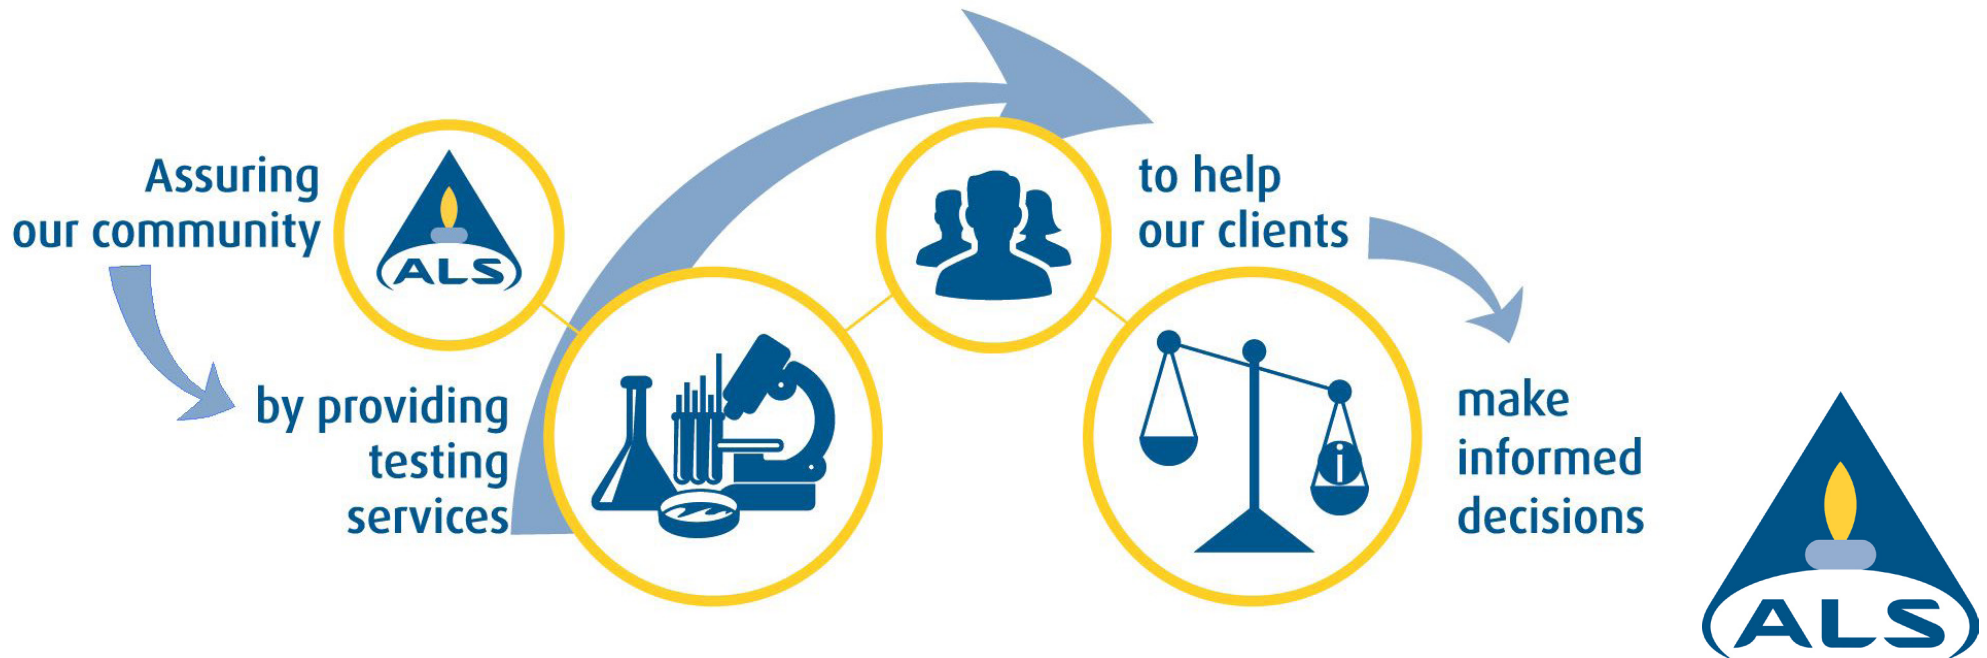 Assuring
our community
ALS
by providing
testing
services
to help
our clients
i
make
informed
decisions
ALS